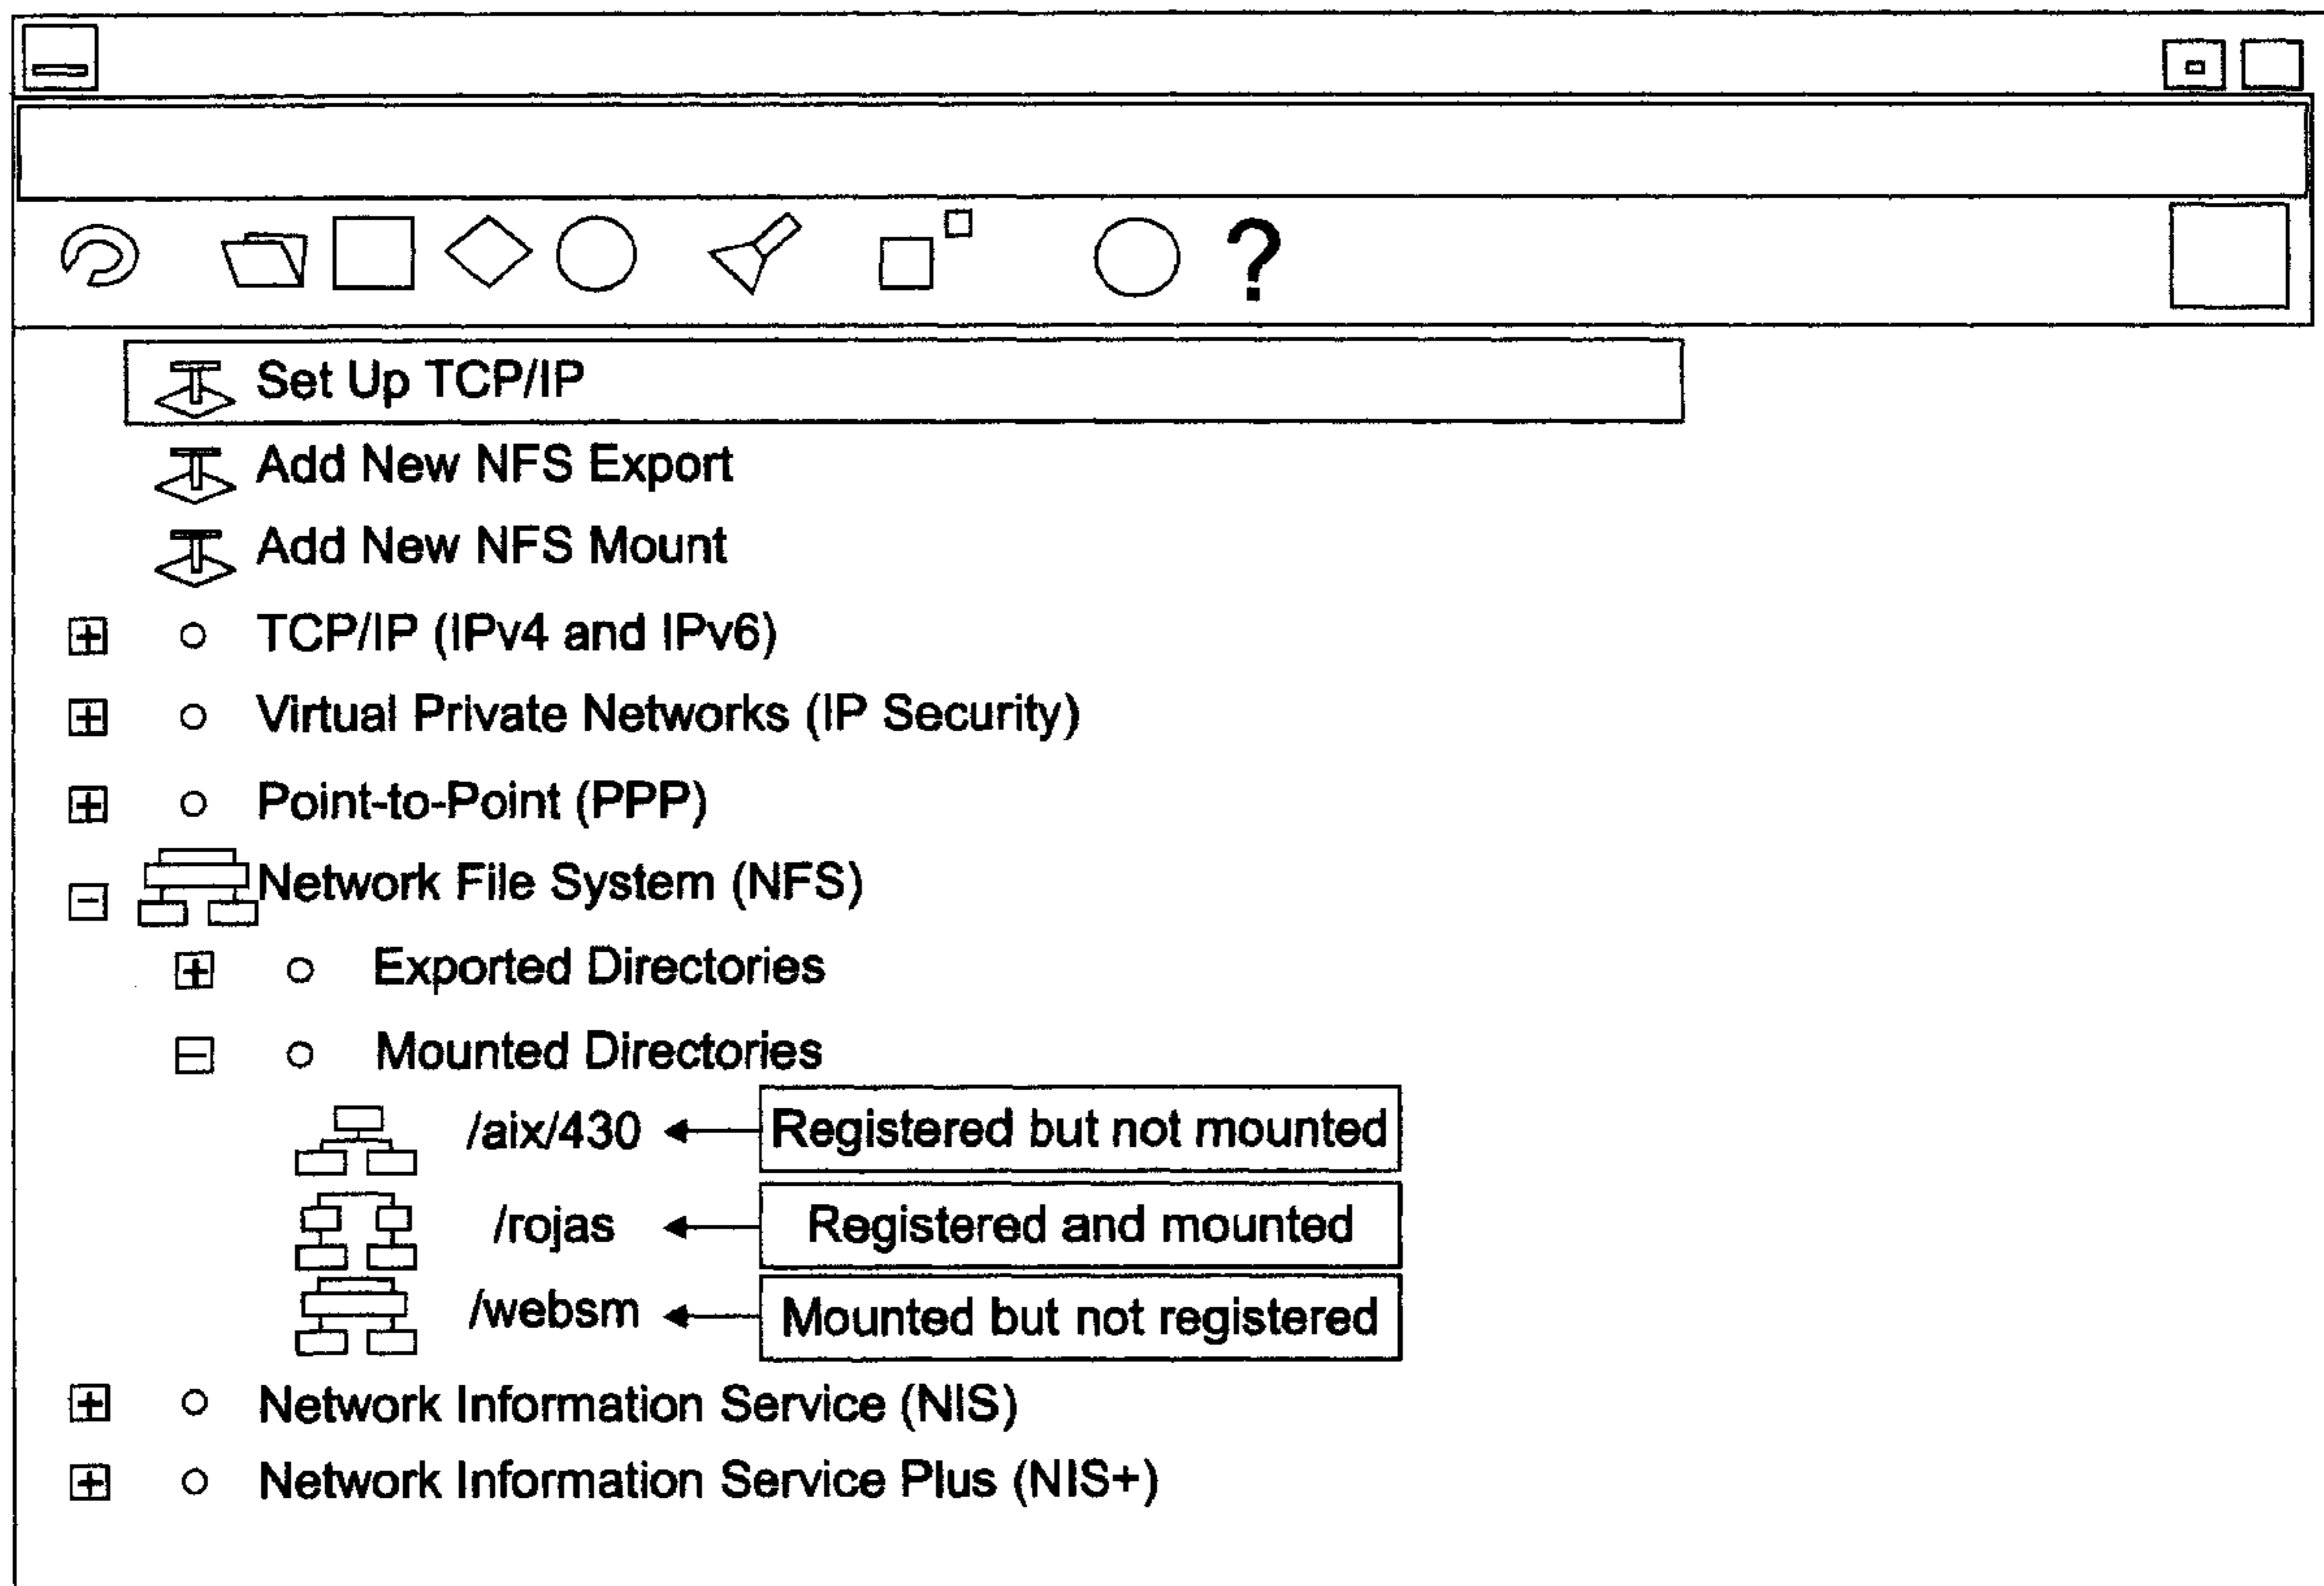 ?
Set Up TCP/IP
Add New NFS Export
Add New NFS Mount
TCP/IP (IPv4 and IPv6)
Virtual Private Networks (IP Security)
Point-to-Point (PPP)
Network File System (NFS)
Exported Directories
Mounted Directories
/aix/430 Registered but not mounted
/rojas Registered and mounted
/websm Mounted but not registered
Network Information Service (NIS)
Network Information Service Plus (NIS+)